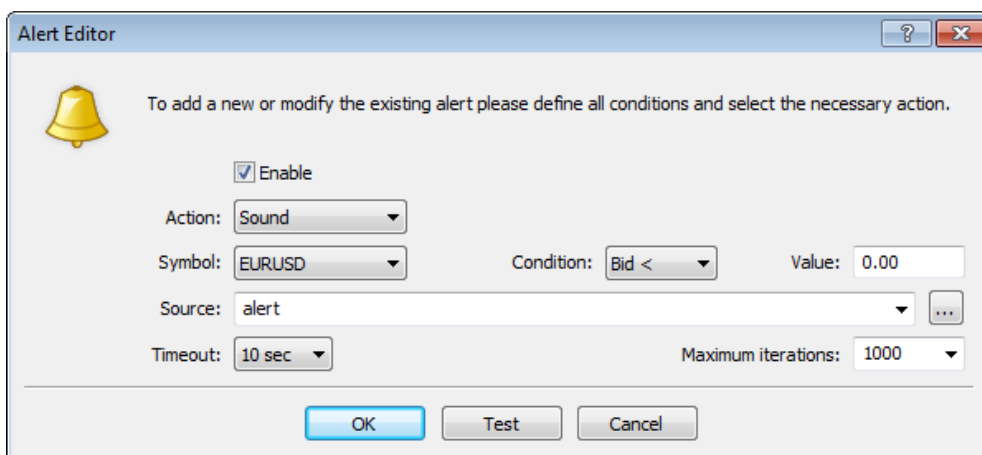 Alert Editor
?
To add a new or modify the existing alert please define all conditions and select the necessary action.
Enable
Action: Sound
Symbol: EURUSD Condition: Bid < Value: 0.00
Source: alert ...
Timeout: 10 sec Maximum iterations: 1000
OK Test Cancel